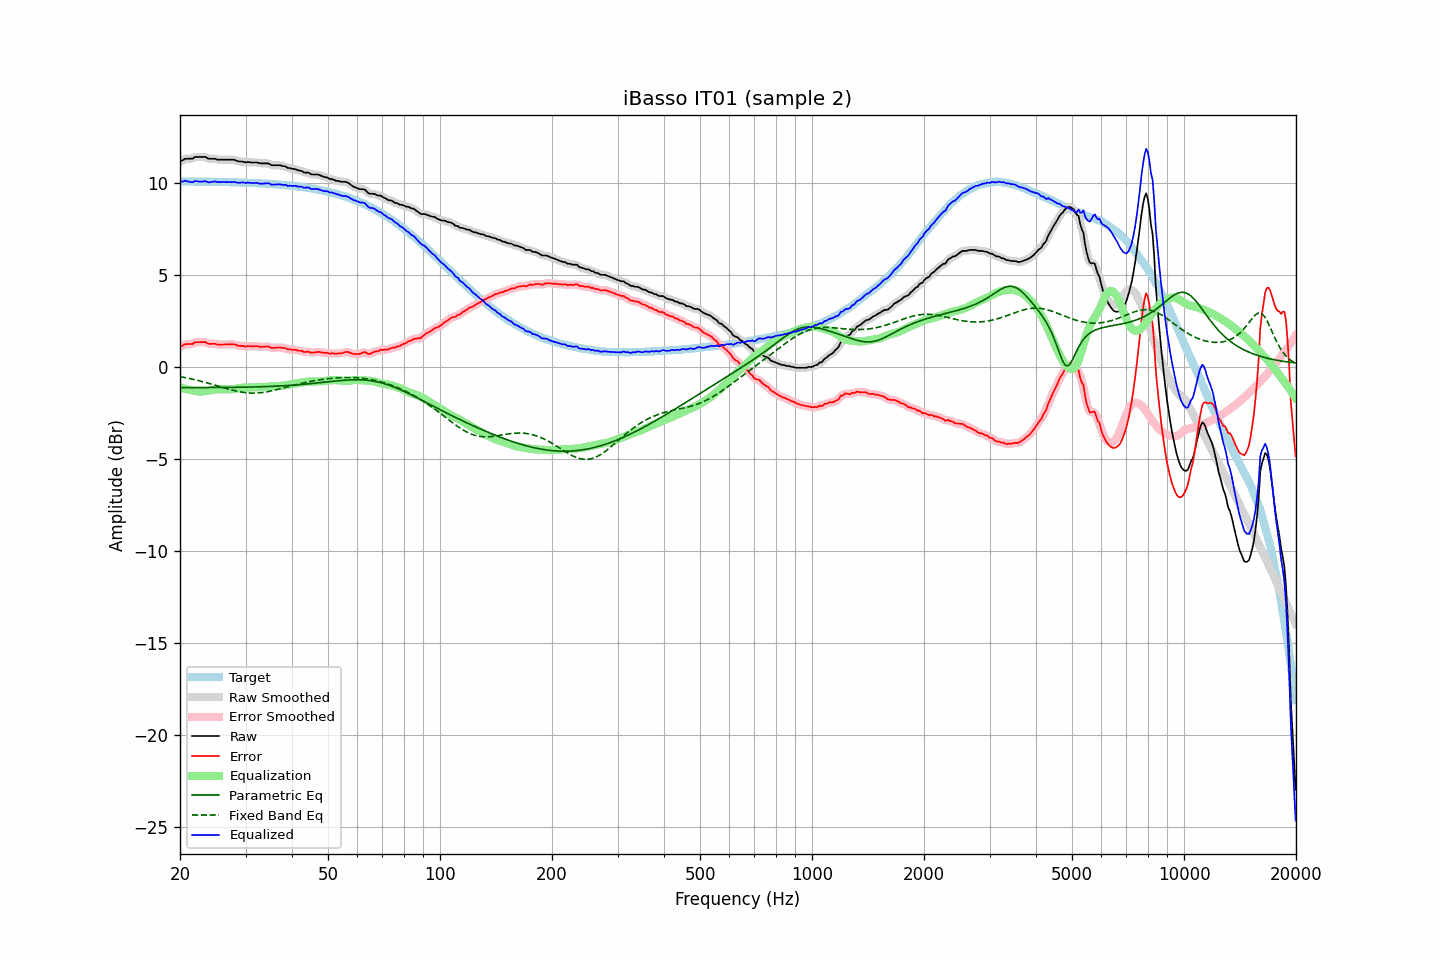 iBasso IT01 (sample 2)
Amplitude (dBr)
10
5
0
−5
−10
−15
−20
−25
Target
Raw Smoothed
Error Smoothed
Raw
Error
Equalization
Parametric Eq
Fixed Band Eq
Equalized
20 50 100 200 500 1000 2000 5000 10000 20000
Frequency (Hz)